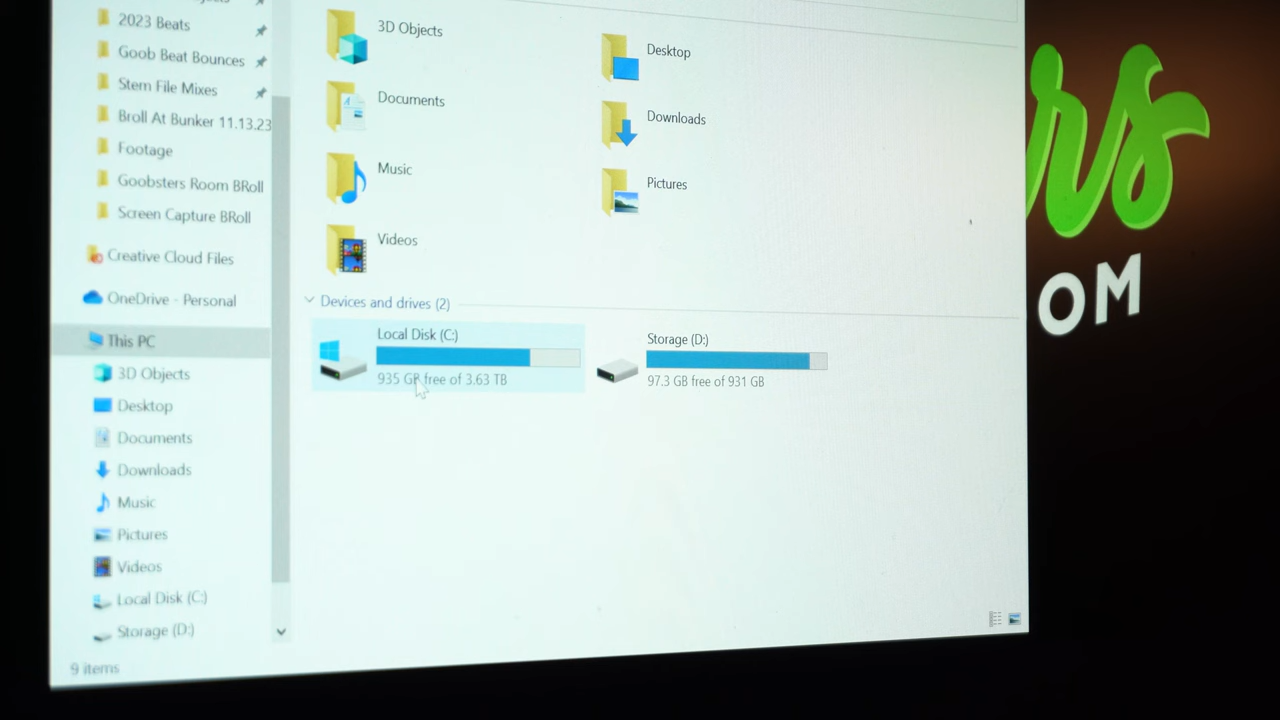 2023 Beats
Goob Beat Bounces
Stem File Mixes
Broll At Bunker 11.13.23
Footage
Goobsters Room BRoll
Screen Capture BRoll
Creative Cloud Files
OneDrive - Personal
This PC
3D Objects
Desktop
Documents
Downloads
Music
Pictures
Videos
Local Disk (C:)
Storage (D:)
9 items
3D Objects
Desktop
Documents
Downloads
Music
Pictures
Videos
Devices and drives (2)
Local Disk (C:)
935 GB free of 3.63 TB
Storage (D:)
97.3 GB free of 931 GB
rs
OM